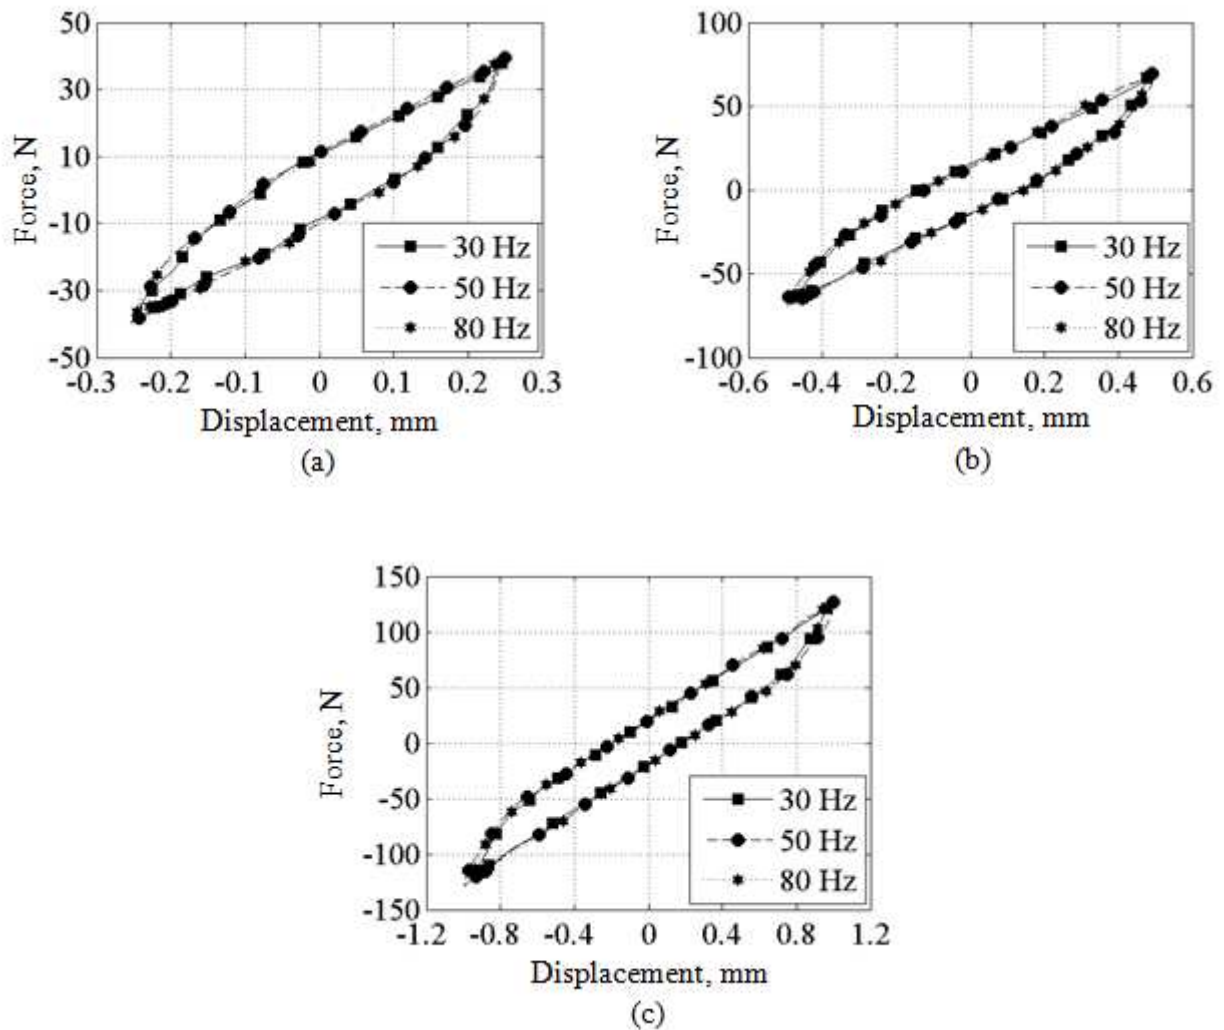 50
30
10
-10
-30
-50
Force, N
-0.3 -0.2 -0.1 0 0.1 0.2 0.3
Displacement, mm
30 Hz
50 Hz
80 Hz
(a)
100
50
0
-50
-100
Force, N
-0.6 -0.4 -0.2 0 0.2 0.4 0.6
Displacement, mm
30 Hz
50 Hz
80 Hz
(b)
150
100
50
0
-50
-100
-150
Force, N
-1.2 -0.8 -0.4 0 0.4 0.8 1.2
Displacement, mm
30 Hz
50 Hz
80 Hz
(c)